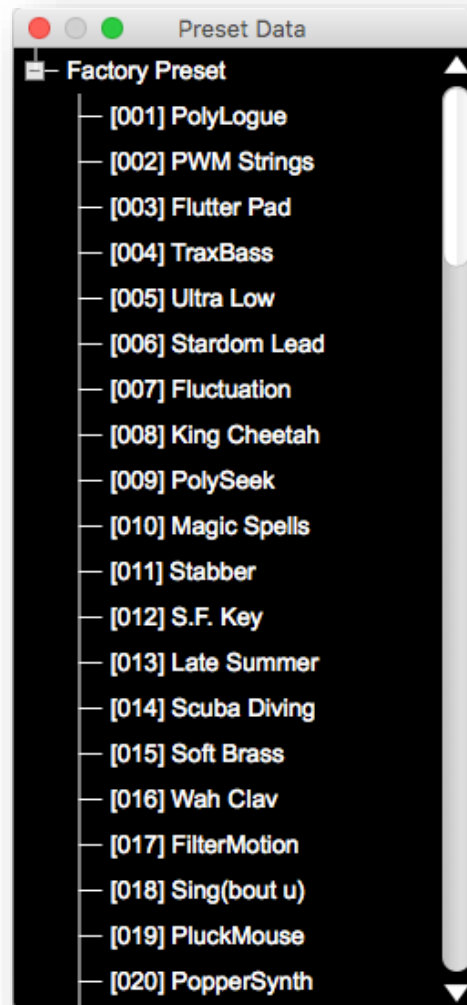 Preset Data
Factory Preset
[001] PolyLogue
[002] PWM Strings
[003] Flutter Pad
[004] TraxBass
[005] Ultra Low
[006] Stardom Lead
[007] Fluctuation
[008] King Cheetah
[009] PolySeek
[010] Magic Spells
[011] Stabber
[012] S.F. Key
[013] Late Summer
[014] Scuba Diving
[015] Soft Brass
[016] Wah Clav
[017] FilterMotion
[018] Sing(bout u)
[019] PluckMouse
[020] PopperSynth